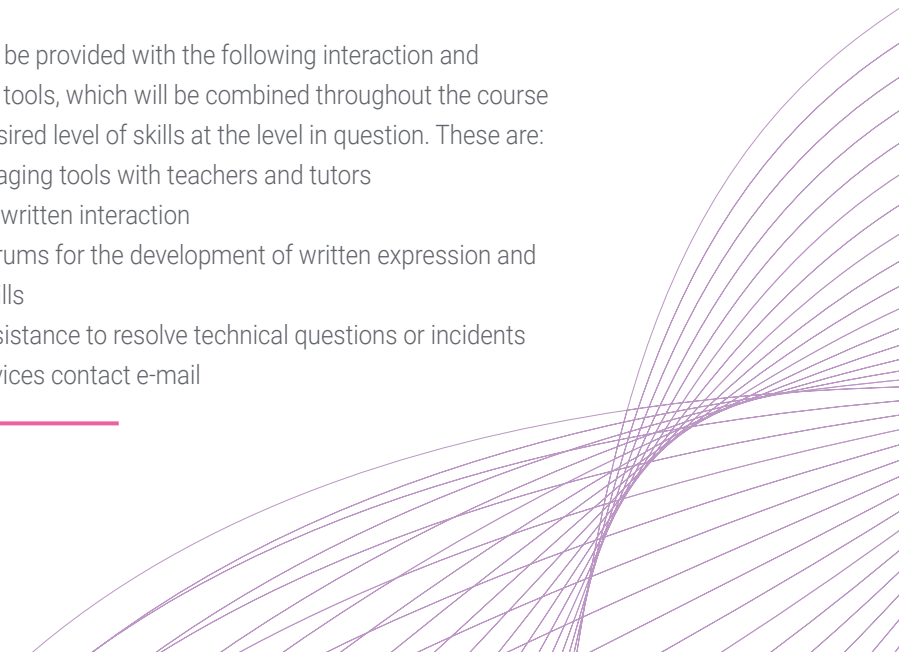 be provided with the following interaction and
tools, which will be combined throughout the course
sired level of skills at the level in question. These are:
aging tools with teachers and tutors
written interaction
rums for the development of written expression and
lls
sistance to resolve technical questions or incidents
vices contact e-mail